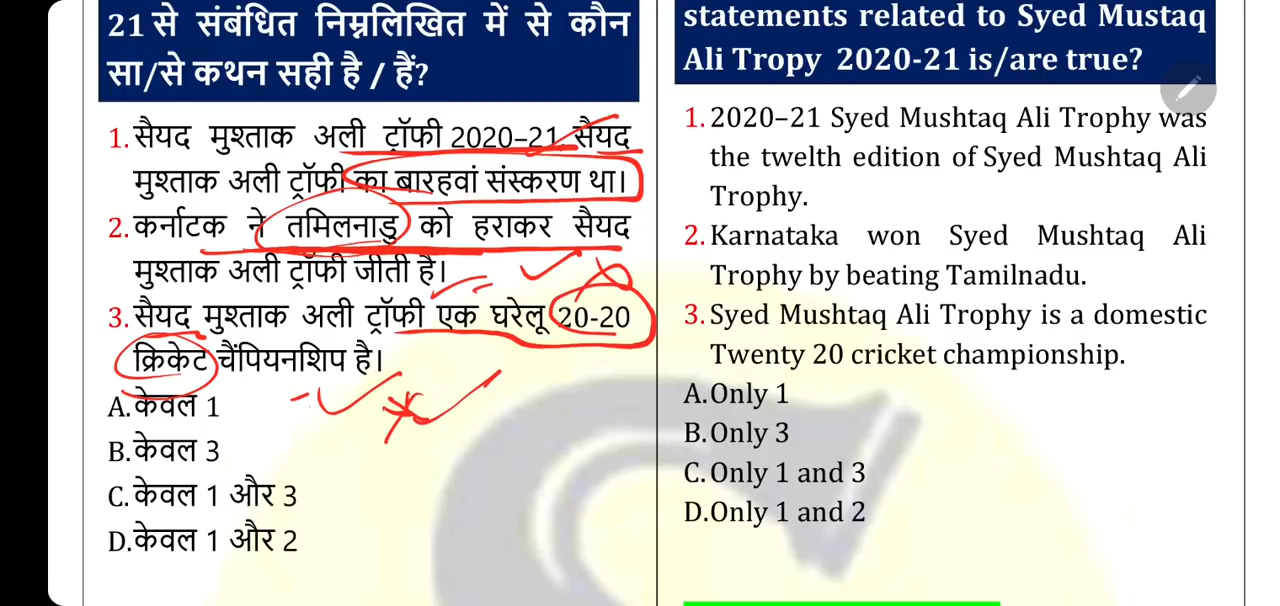 21 से संबंधित निम्नलिखित में से कौन
सा/से कथन सही है / हैं?
1. सैयद मुश्ताक अली ट्रॉफी 2020–21 सैयद
मुश्ताक अली ट्रॉफी का बारहवां संस्करण था।
2. कर्नाटक ने तमिलनाडु को हराकर सैयद
मुश्ताक अली ट्रॉफी जीती है।
3. सैयद मुश्ताक अली ट्रॉफी एक घरेलू 20-20
क्रिकेट चैंपियनशिप है।
A. केवल 1
B. केवल 3
C. केवल 1 और 3
D. केवल 1 और 2
statements related to Syed Mustaq
Ali Tropy 2020-21 is/are true?
1. 2020–21 Syed Mushtaq Ali Trophy was
the twelth edition of Syed Mushtaq Ali
Trophy.
2. Karnataka won Syed Mushtaq Ali
Trophy by beating Tamilnadu.
3. Syed Mushtaq Ali Trophy is a domestic
Twenty 20 cricket championship.
A. Only 1
B. Only 3
C. Only 1 and 3
D. Only 1 and 2